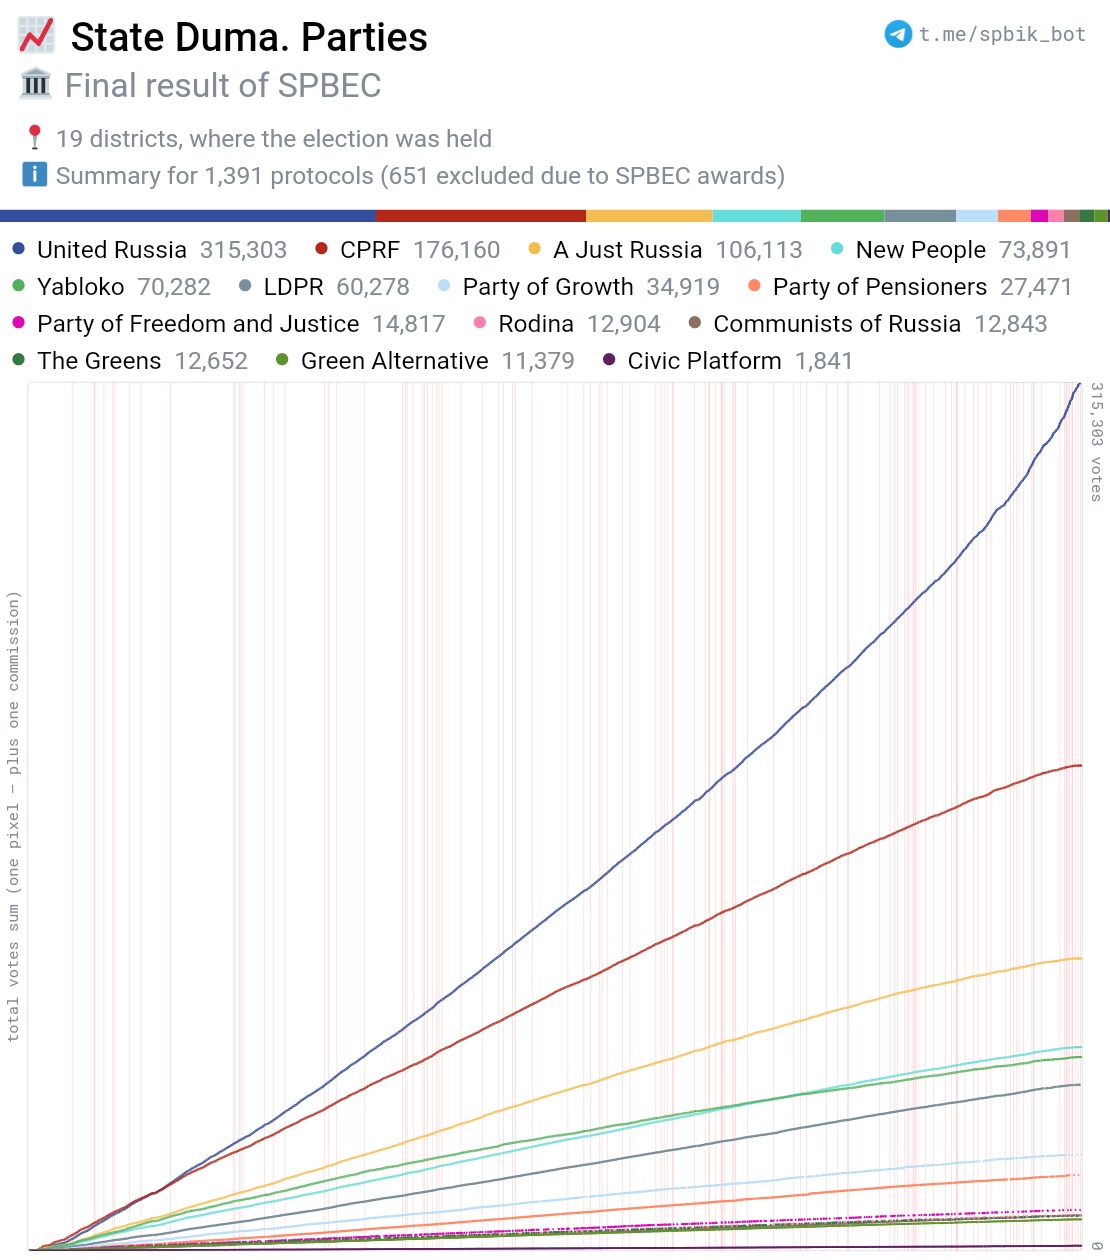 State Duma. Parties
t.me/spbik_bot
Final result of SPBEC
19 districts, where the election was held
Summary for 1,391 protocols (651 excluded due to SPBEC awards)
United Russia 315,303 CPRF 176,160 A Just Russia 106,113 New People 73,891
Yabloko 70,282 LDPR 60,278 Party of Growth 34,919 Party of Pensioners 27,471
Party of Freedom and Justice 14,817 Rodina 12,904 Communists of Russia 12,843
The Greens 12,652 Green Alternative 11,379 Civic Platform 1,841
315,303 votes
total votes sum (one pixel — plus one commission)
0